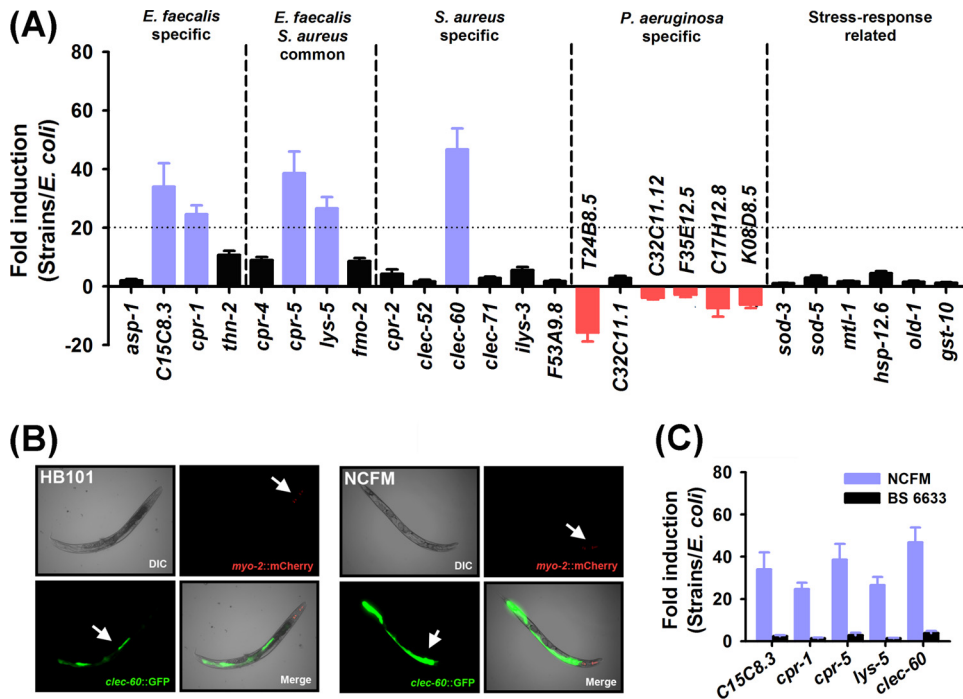 (A)
E. faecalis
specific
E. faecalis
S. aureus
common
S. aureus
specific
P. aeruginosa
specific
Stress-response
related
Fold induction
(Strains/E. coli)
80
60
40
20
0
-20
T24B8.5
C32C11.12
F35E12.5
C17H12.8
K08D8.5
asp-1
C15C8.3
cpr-1
thn-2
cpr-4
cpr-5
lys-5
fmo-2
cpr-2
clec-52
clec-60
clec-71
ilys-3
F53A9.8
C32C11.1
sod-3
sod-5
mtl-1
hsp-12.6
old-1
gst-10
(B)
HB101
DIC
myo-2::mCherry
clec-60::GFP
Merge
NCFM
DIC
myo-2::mCherry
clec-60::GFP
Merge
(C)
Fold induction
(Strains/E. coli)
80
60
40
20
0
NCFM
BS 6633
C15C8.3
cpr-1
cpr-5
lys-5
clec-60